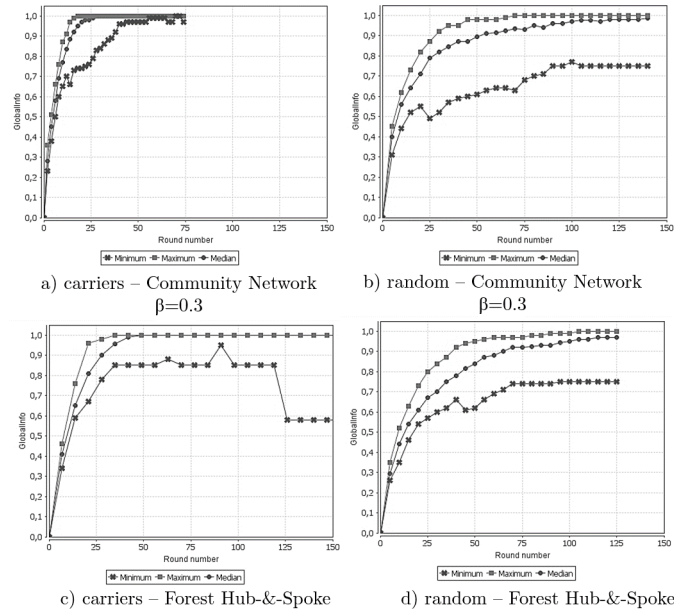 1,0
0,9
0,8
0,7
0,6
0,5
0,4
0,3
0,2
0,1
0,0
GlobalInfo
0 25 50 75 100 125 150
Round number
Minimum Maximum Median
a) carriers – Community Network
β=0.3
1,0
0,9
0,8
0,7
0,6
0,5
0,4
0,3
0,2
0,1
0,0
GlobalInfo
0 25 50 75 100 125 150
Round number
Minimum Maximum Median
b) random – Community Network
β=0.3
1,0
0,9
0,8
0,7
0,6
0,5
0,4
0,3
0,2
0,1
0,0
GlobalInfo
0 25 50 75 100 125 150
Round number
Minimum Maximum Median
c) carriers – Forest Hub-&-Spoke
1,0
0,9
0,8
0,7
0,6
0,5
0,4
0,3
0,2
0,1
0,0
GlobalInfo
0 25 50 75 100 125 150
Round number
Minimum Maximum Median
d) random – Forest Hub-&-Spoke